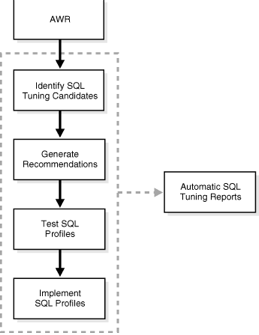 AWR
Identify SQL
Tuning Candidates
Generate
Recommendations
Automatic SQL
Tuning Reports
Test SQL
Profiles
Implement
SQL Profiles